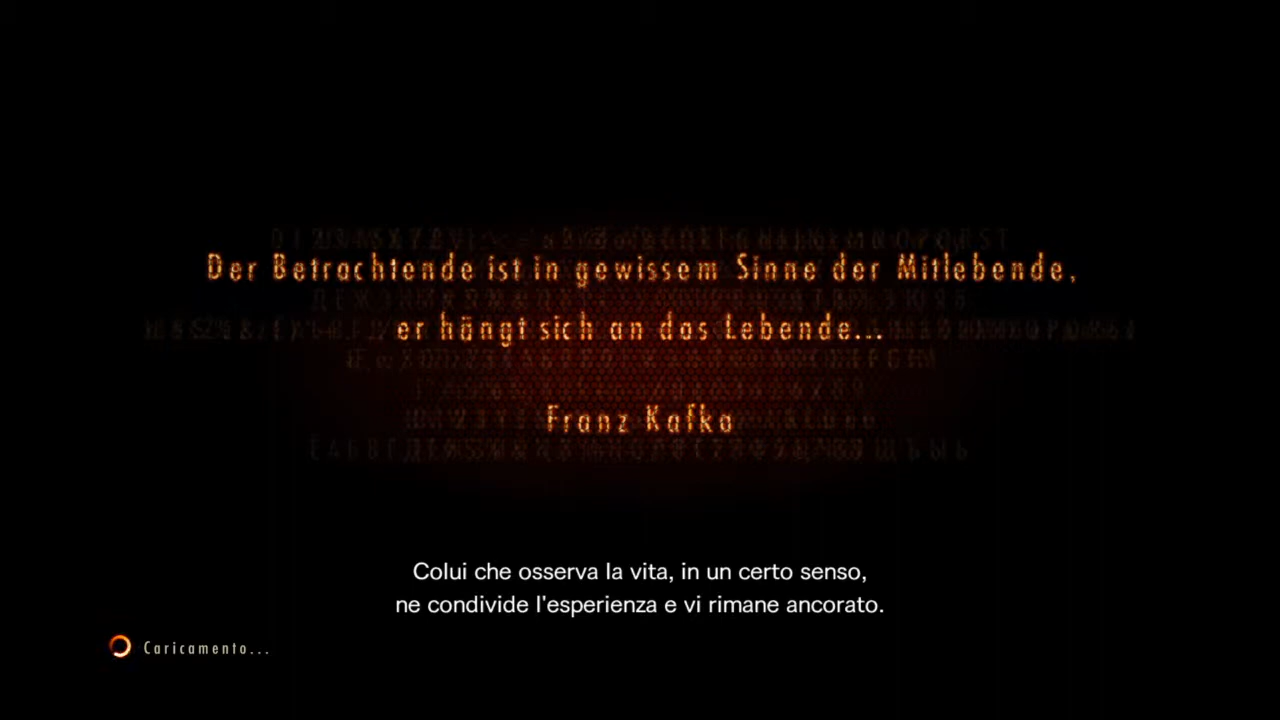 Der Betrachtende ist in gewissem Sinne der Mitlebende,
er hängt sich an das Lebende...
Franz Kafka
Colui che osserva la vita, in un certo senso,
ne condivide l'esperienza e vi rimane ancorato.
Caricamento...